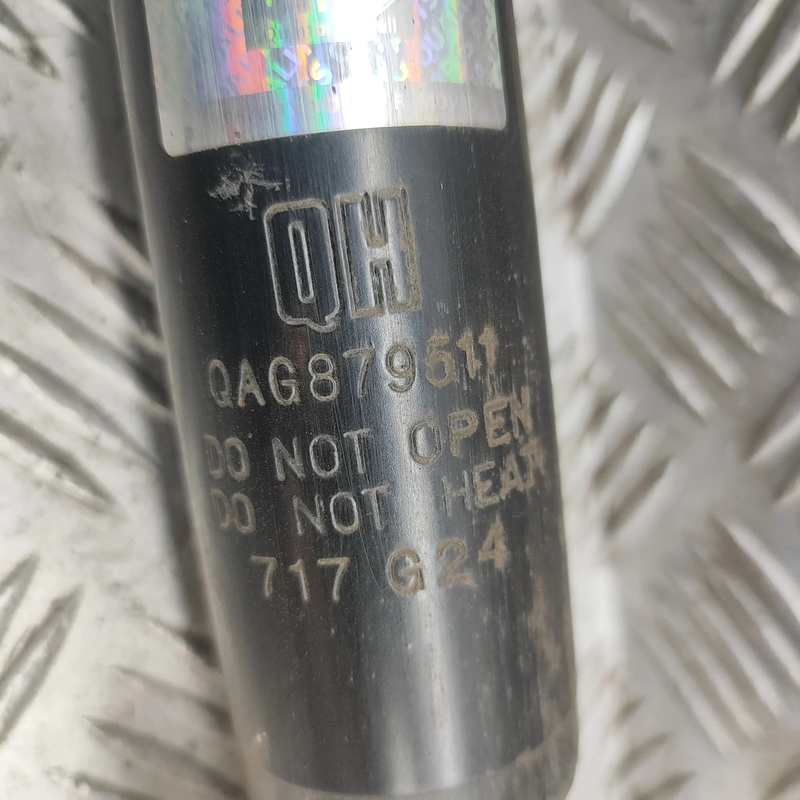 QH
QAG879511
DO NOT OPEN
DO NOT HEAT
717 G24